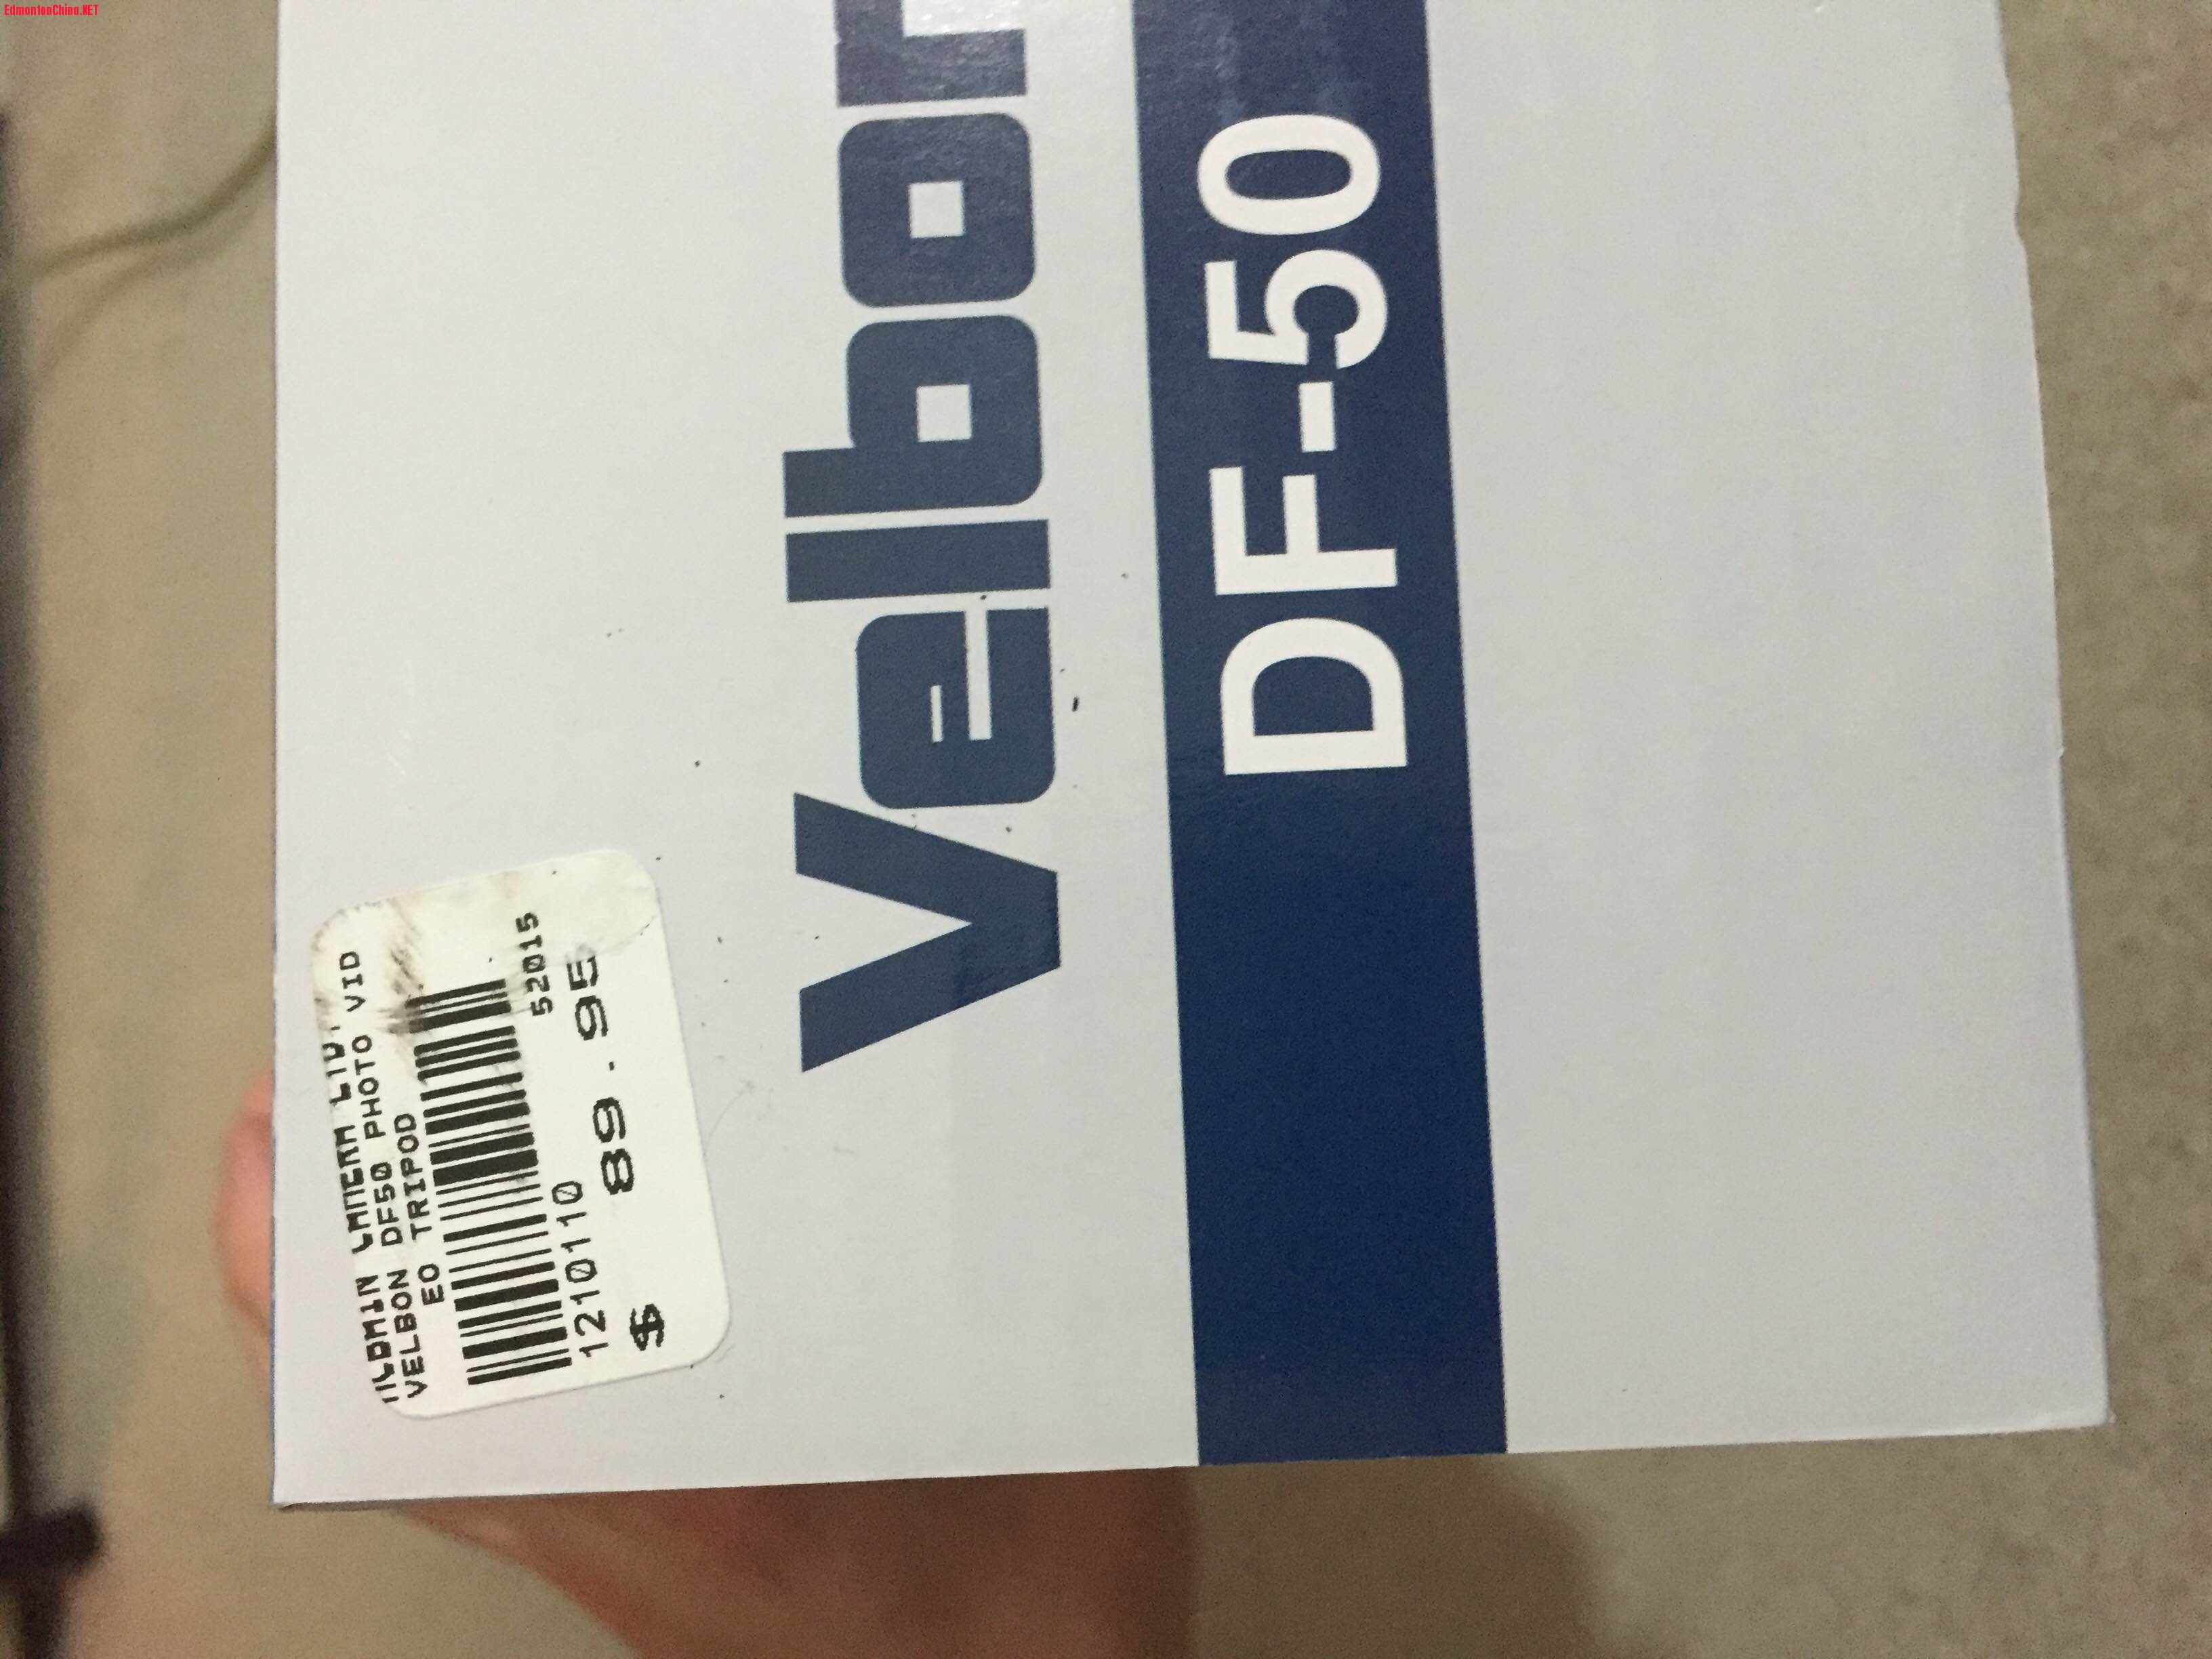 EdmontonChina.NET
Velbon
DF-50
VELBON DF50 PHOTO VID
EO TRIPOD
52015
1210110
$ 89.95